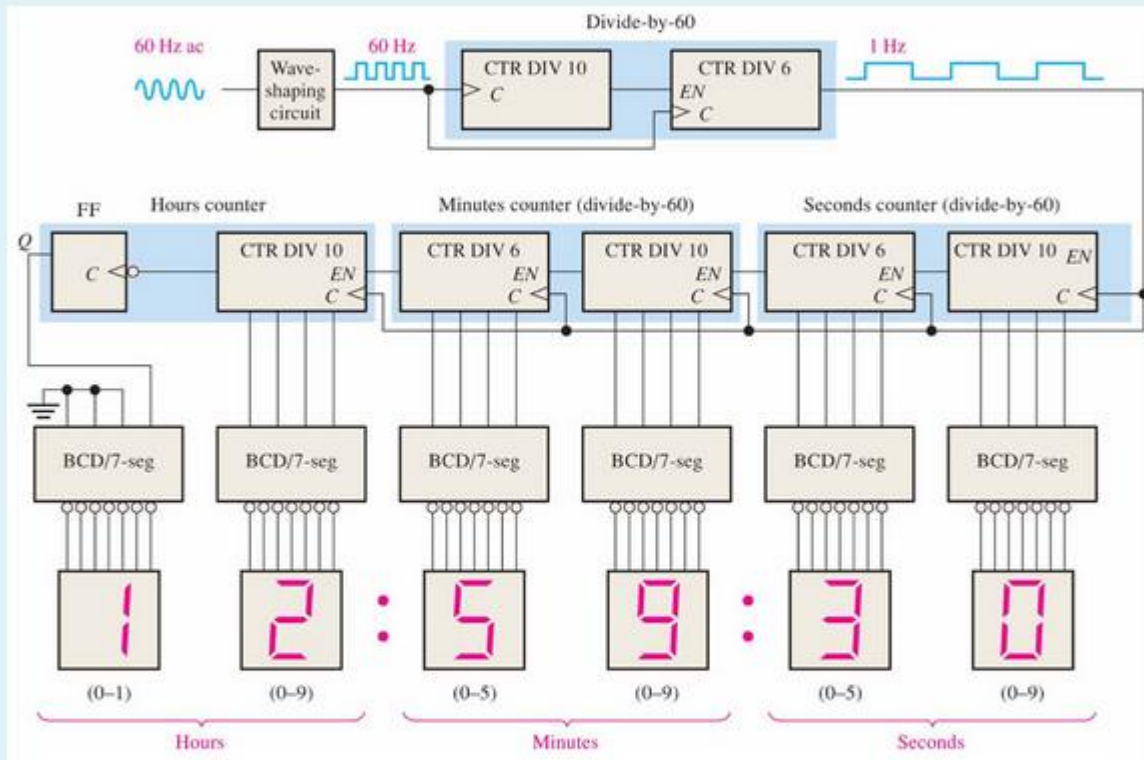 Divide-by-60
60 Hz ac
60 Hz
1 Hz
Wave-
shaping
circuit
CTR DIV 10
C
CTR DIV 6
EN
C
FF
Hours counter
Minutes counter (divide-by-60)
Seconds counter (divide-by-60)
Q
C
CTR DIV 10
EN
C
CTR DIV 6
EN
C
CTR DIV 10
EN
C
CTR DIV 6
EN
C
CTR DIV 10
EN
C
BCD/7-seg
BCD/7-seg
BCD/7-seg
BCD/7-seg
BCD/7-seg
BCD/7-seg
1 2 : 5 9 : 3 0
(0–1)
(0–9)
(0–5)
(0–9)
(0–5)
(0–9)
Hours
Minutes
Seconds